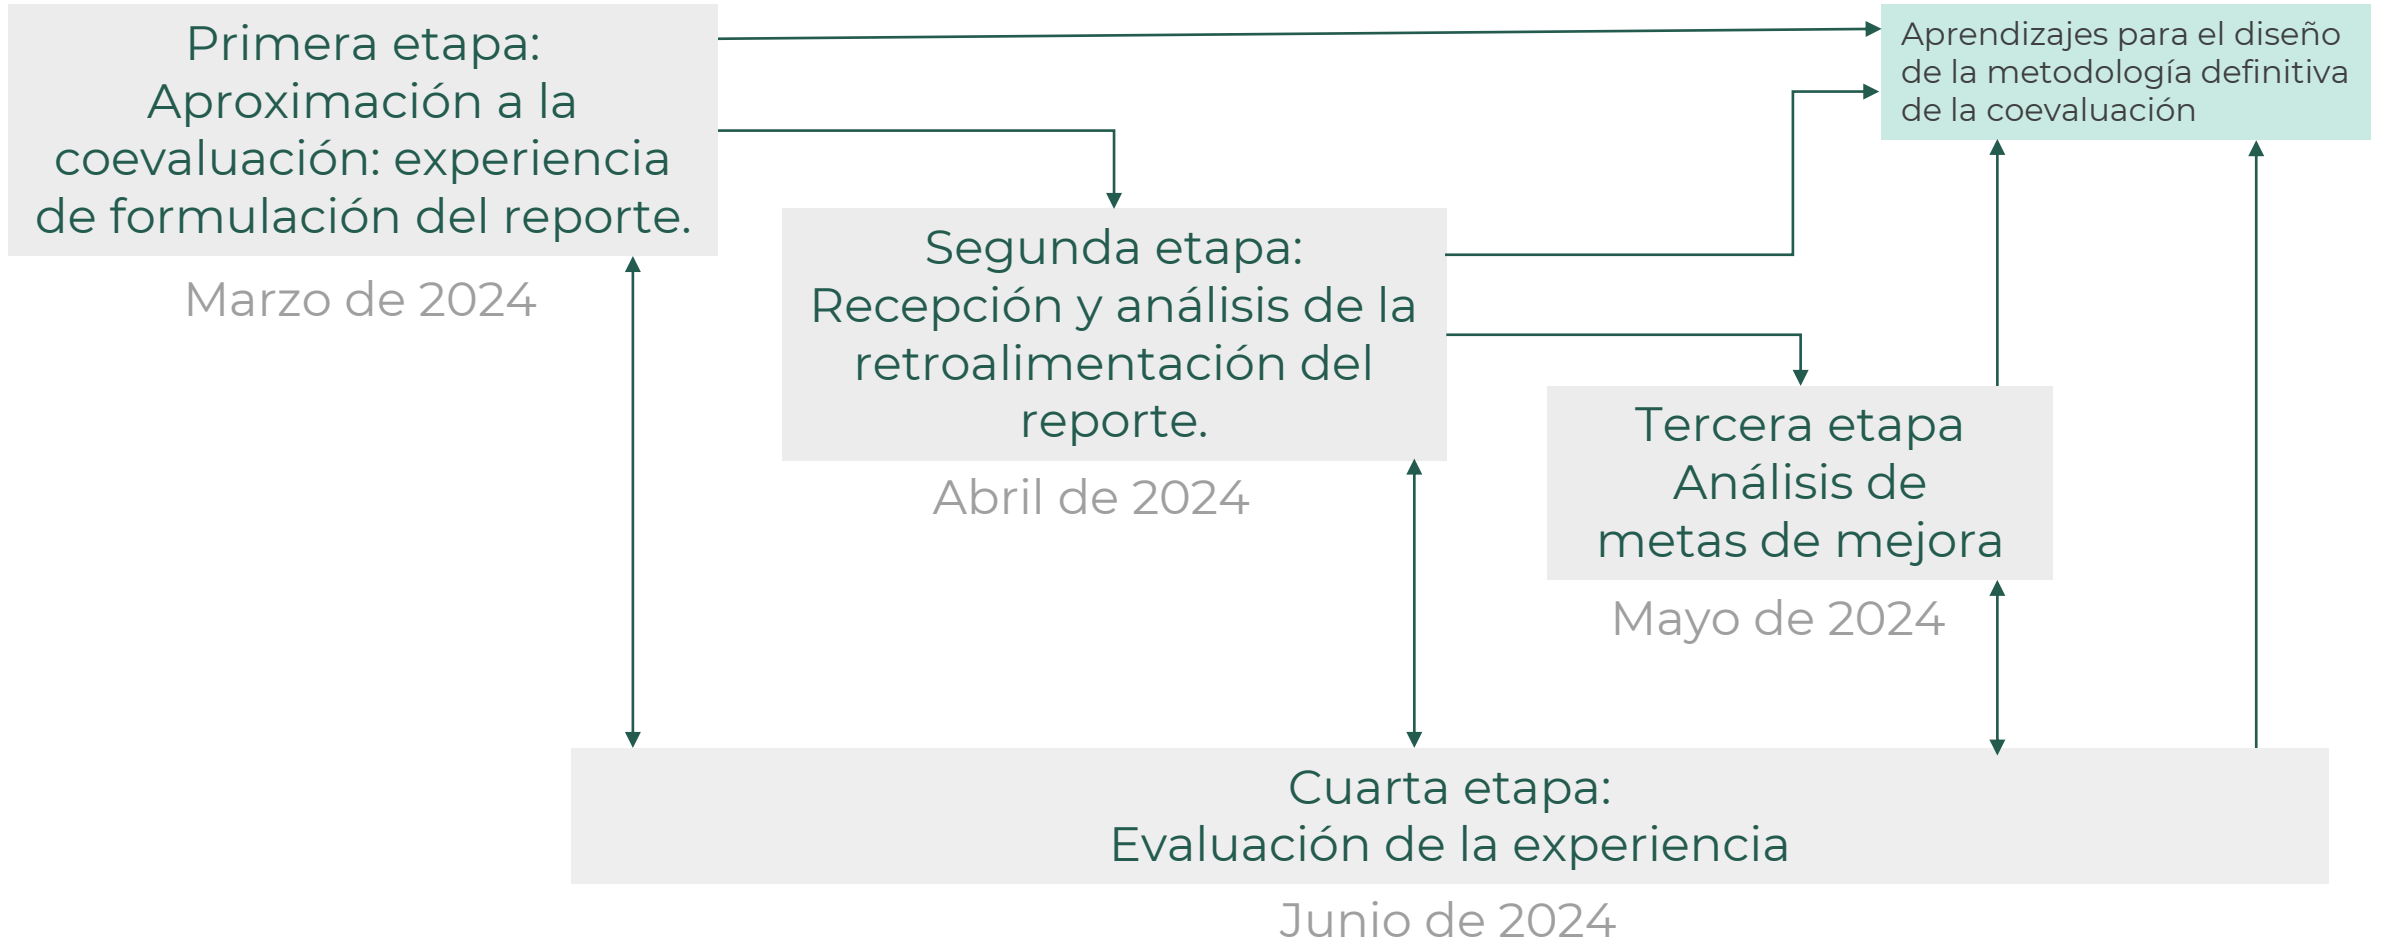 Primera etapa:
Aproximación a la
coevaluación: experiencia
de formulación del reporte.
Marzo de 2024
Aprendizajes para el diseño
de la metodología definitiva
de la coevaluación
Segunda etapa:
Recepción y análisis de la
retroalimentación del
reporte.
Abril de 2024
Tercera etapa
Análisis de
metas de mejora
Mayo de 2024
Cuarta etapa:
Evaluación de la experiencia
Junio de 2024